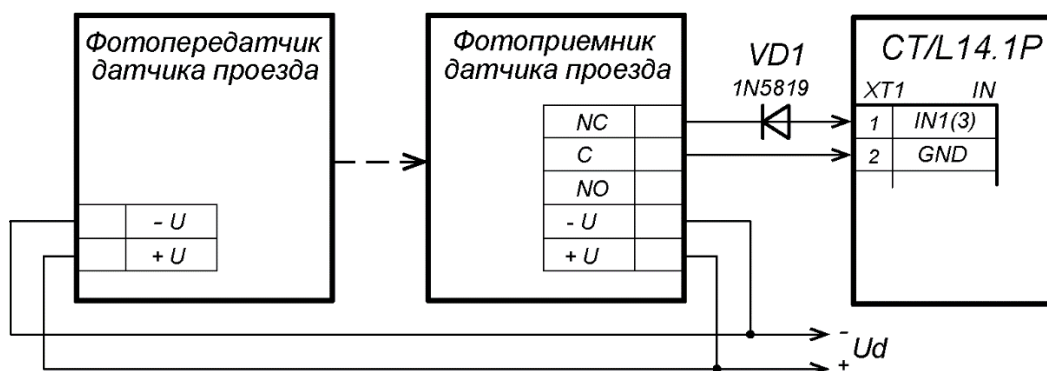 Фотопередатчик
датчика проезда
- U
+ U
Фотоприемник
датчика проезда
NC
C
NO
- U
+ U
VD1
1N5819
CT/L14.1P
XT1 IN
1 IN1(3)
2 GND
- 
Ud
+